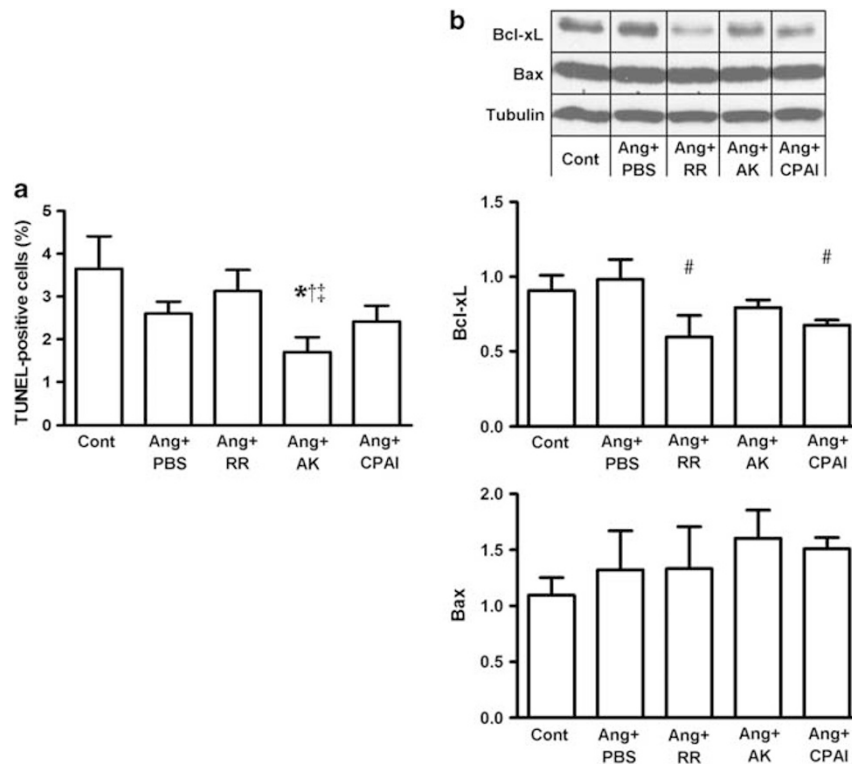 a
TUNEL-positive cells (%)
5
4
3
2
1
0
*†‡
Cont
Ang+ PBS
Ang+ RR
Ang+ AK
Ang+ CPAI
b
Bcl-xL
Bax
Tubulin
Cont
Ang+ PBS
Ang+ RR
Ang+ AK
Ang+ CPAI
Bcl-xL
1.5
1.0
0.5
0.0
#
#
Cont
Ang+ PBS
Ang+ RR
Ang+ AK
Ang+ CPAI
Bax
2.0
1.5
1.0
0.5
0.0
Cont
Ang+ PBS
Ang+ RR
Ang+ AK
Ang+ CPAI